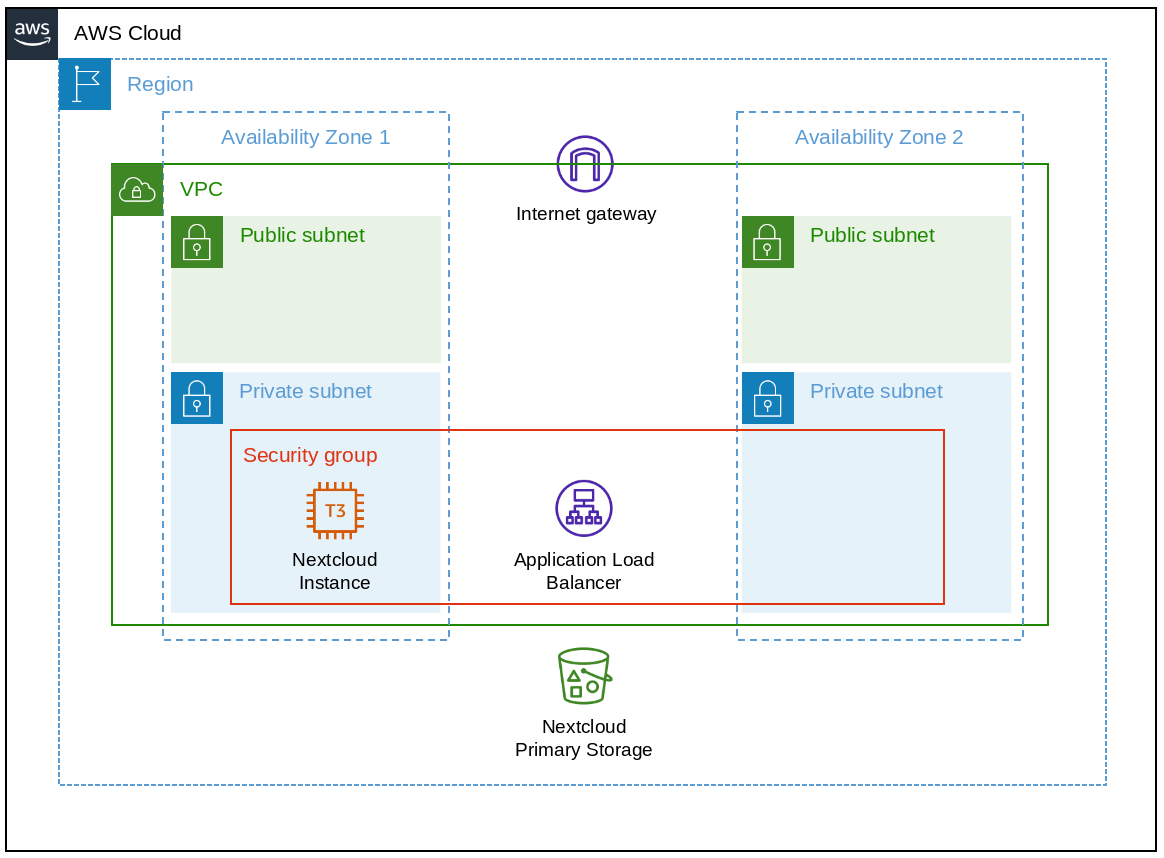 aws
AWS Cloud
Region
Availability Zone 1
Availability Zone 2
VPC
Internet gateway
Public subnet
Public subnet
Private subnet
Private subnet
Security group
T3
Nextcloud
Instance
Application Load
Balancer
Nextcloud
Primary Storage